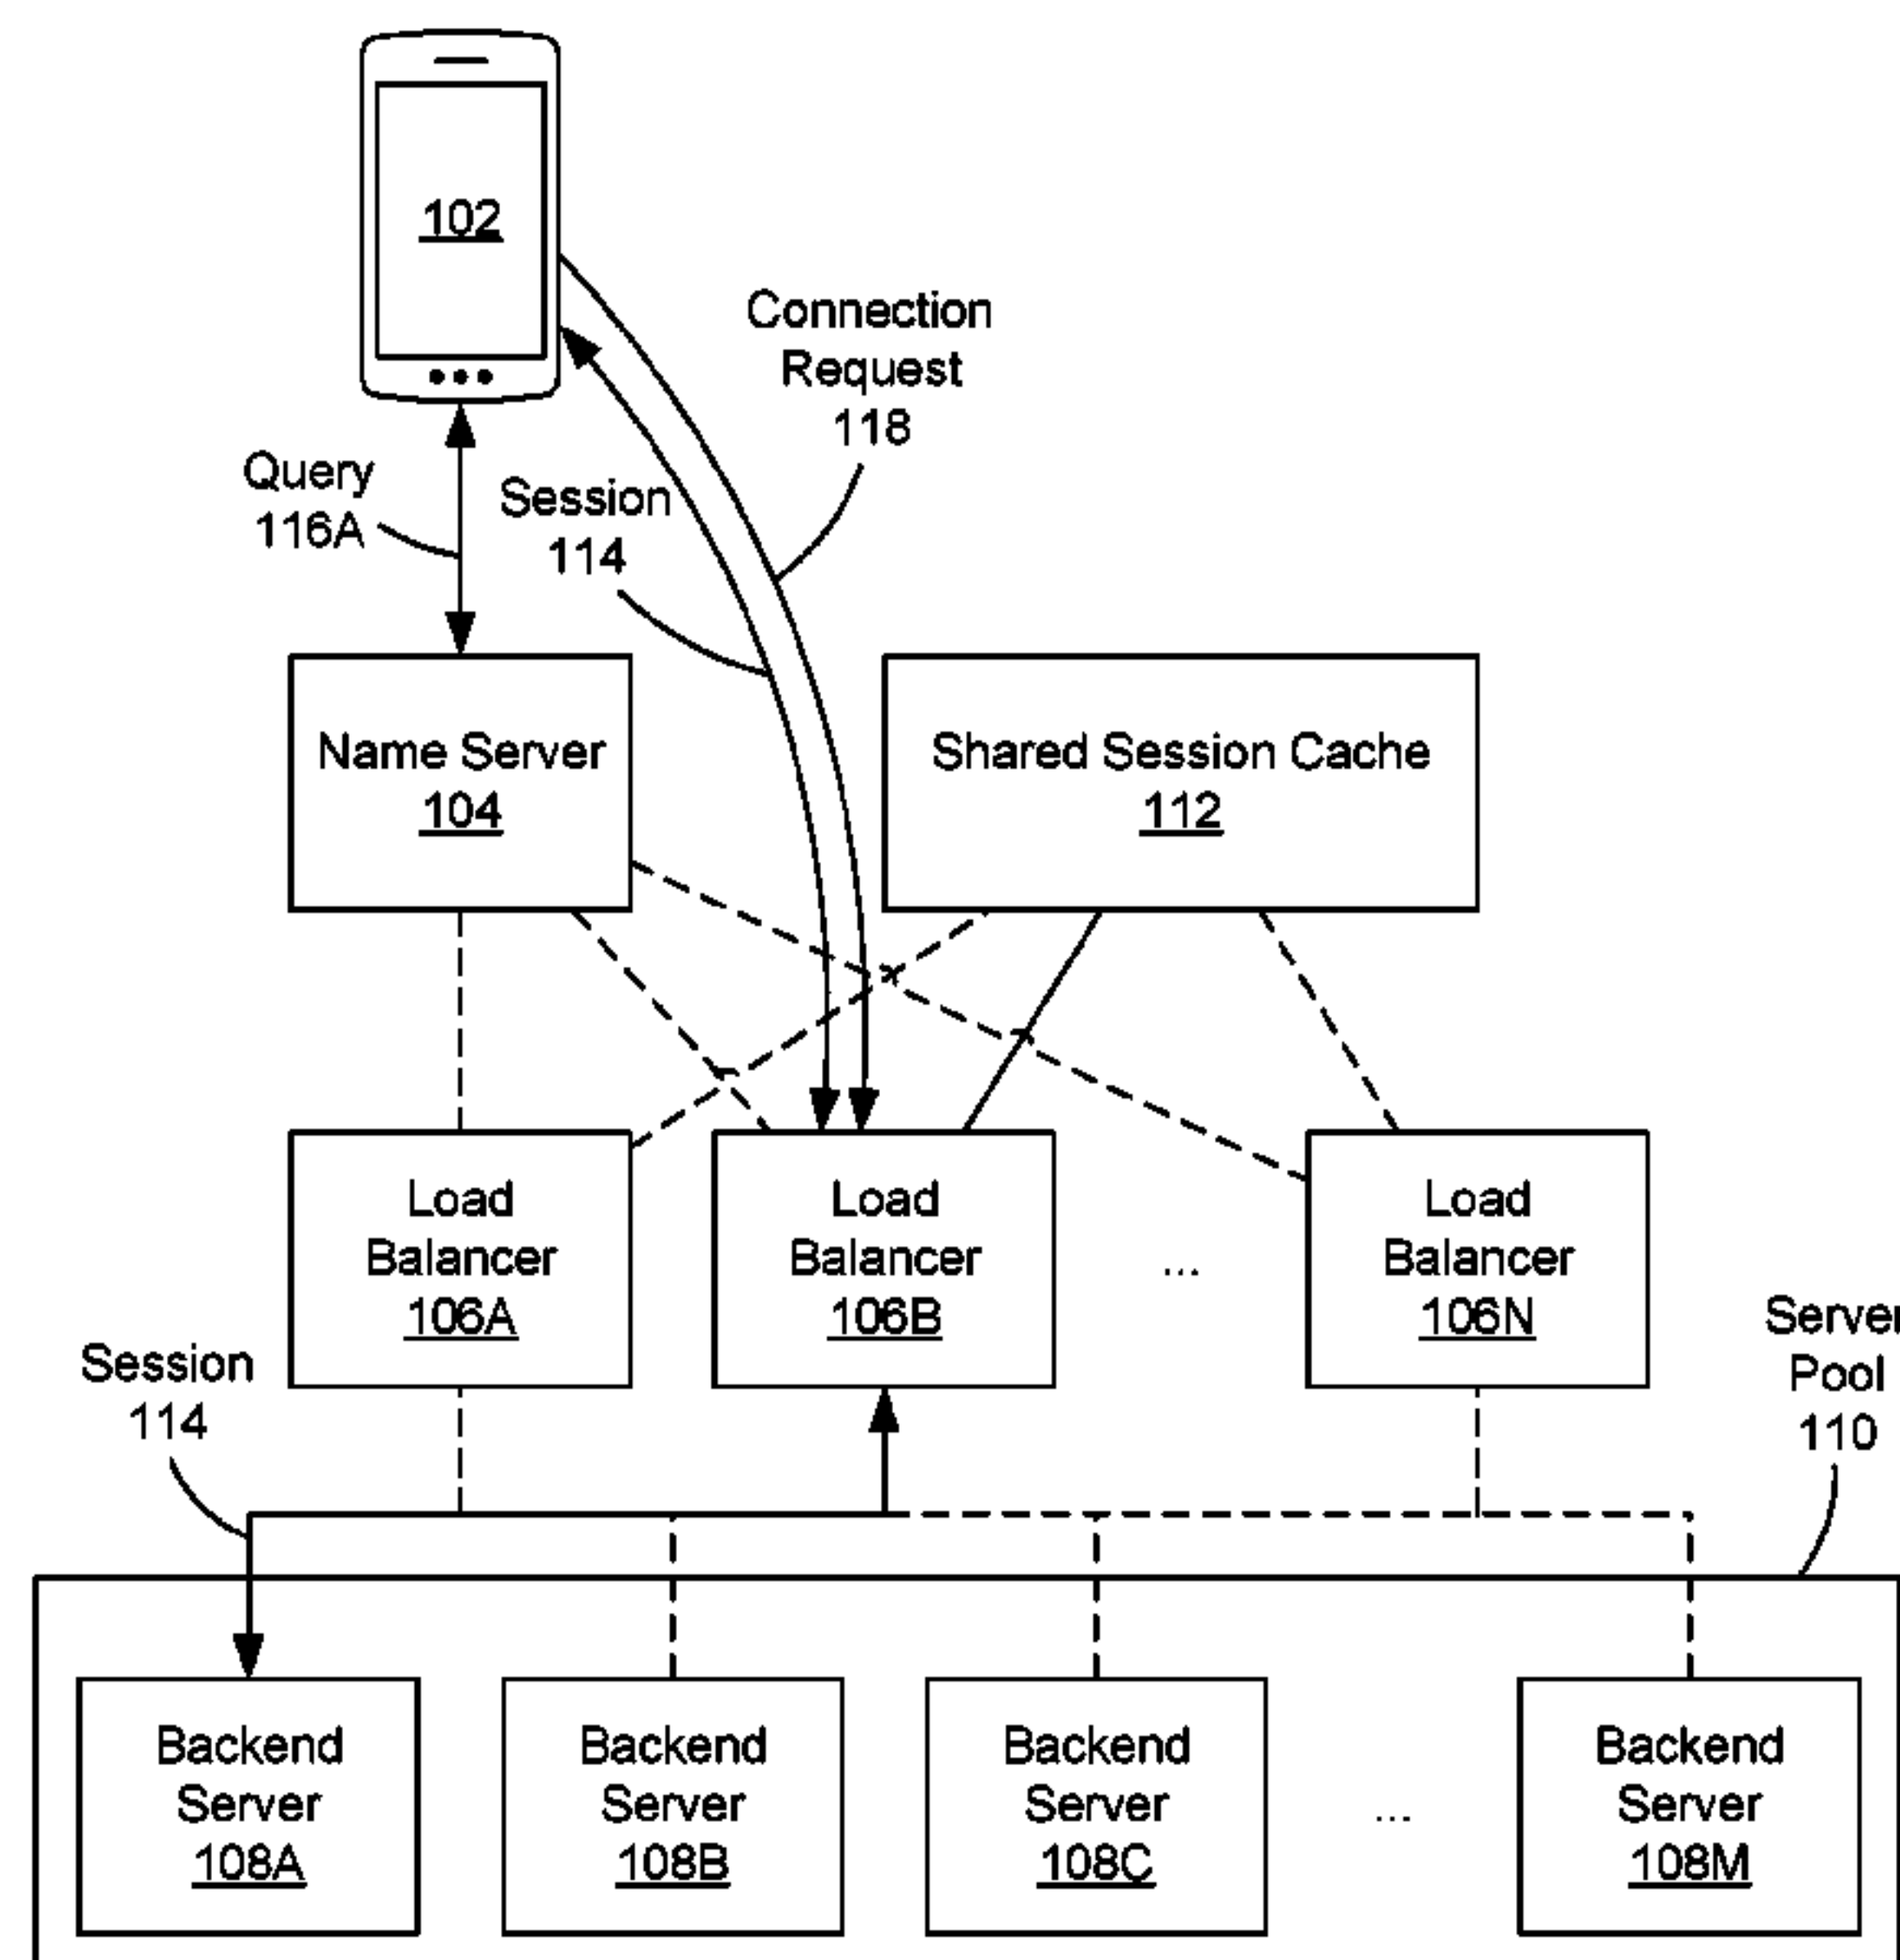 102
Connection
Request
118
Query
116A
Session
114
Name Server
104
Shared Session Cache
112
Load
Balancer
106A
Load
Balancer
106B
...
Load
Balancer
106N
Session
114
Server
Pool
110
Backend
Server
108A
Backend
Server
108B
Backend
Server
108C
...
Backend
Server
108M